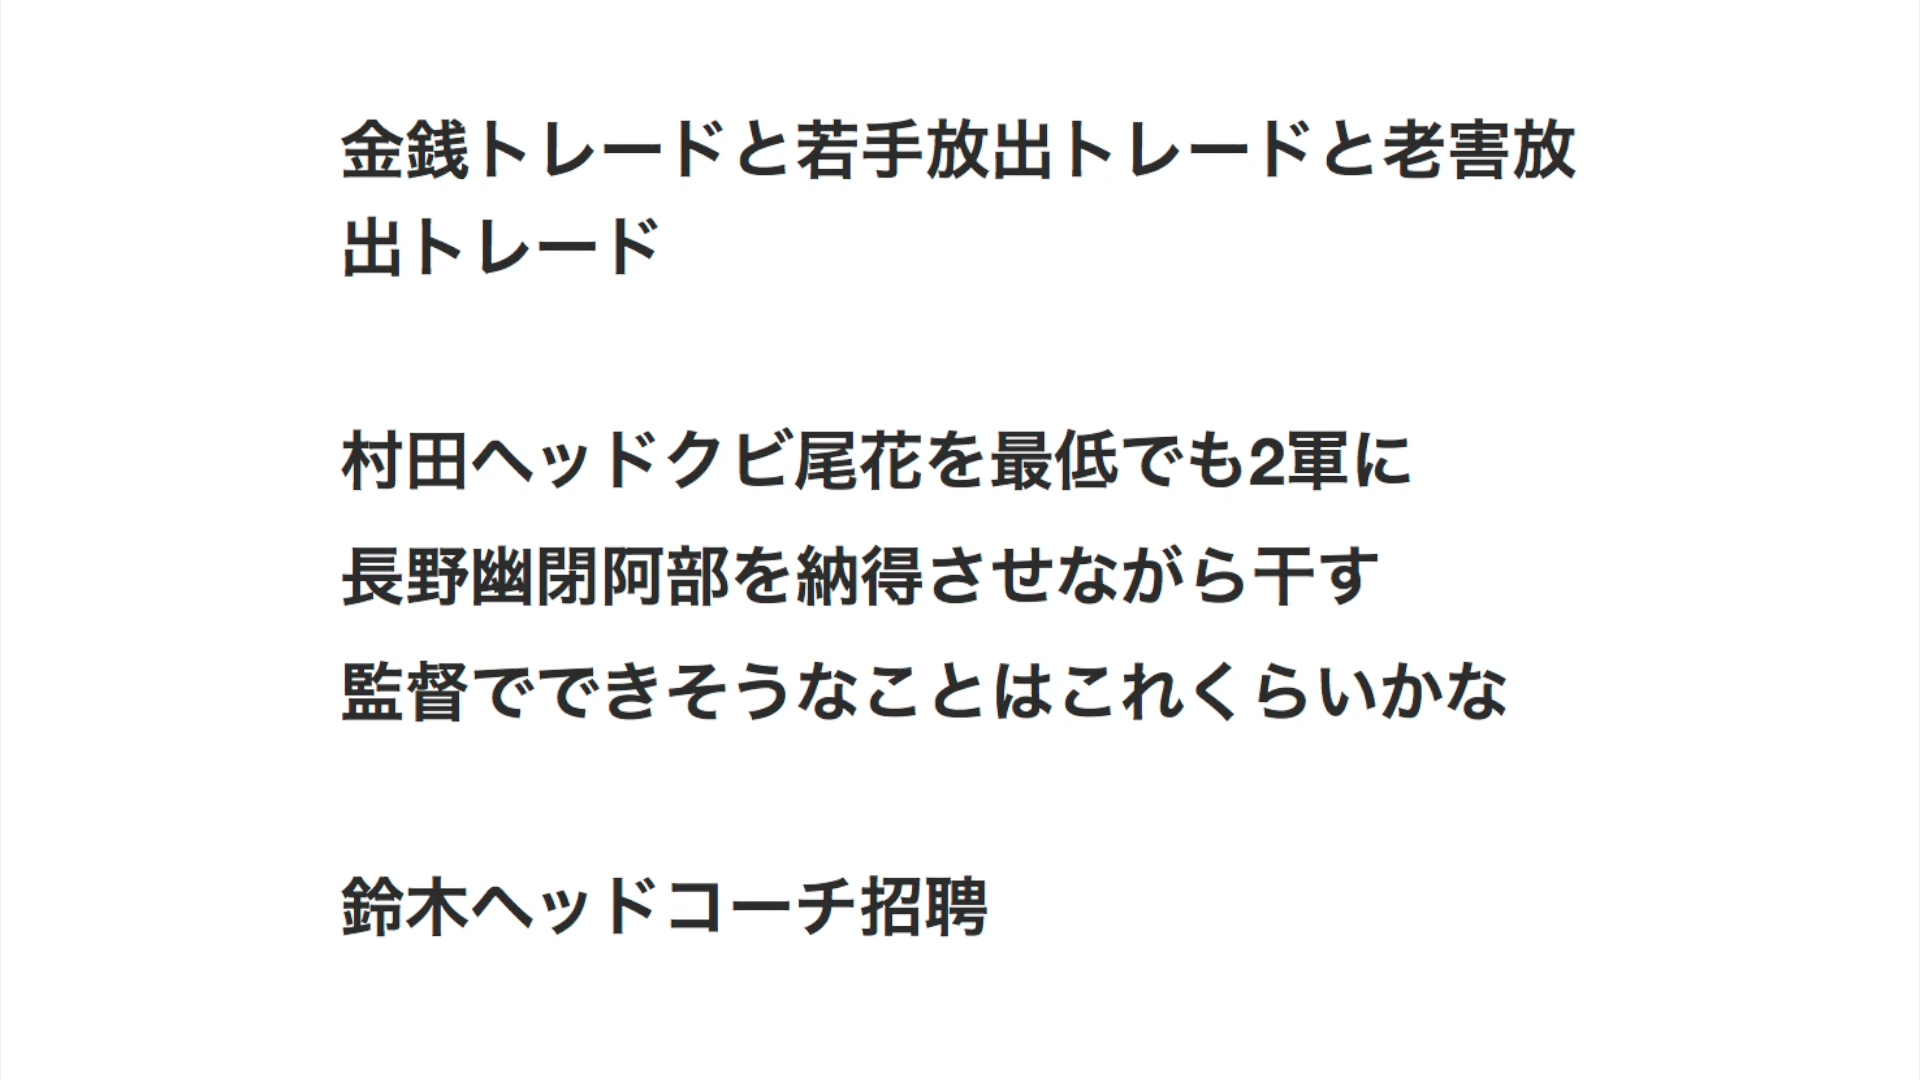 金銭トレードと若手放出トレードと老害放
出トレード
村田ヘッドクビ尾花を最低でも2軍に
長野幽閉阿部を納得させながら干す
監督でできそうなことはこれくらいかな
鈴木ヘッドコーチ招聘